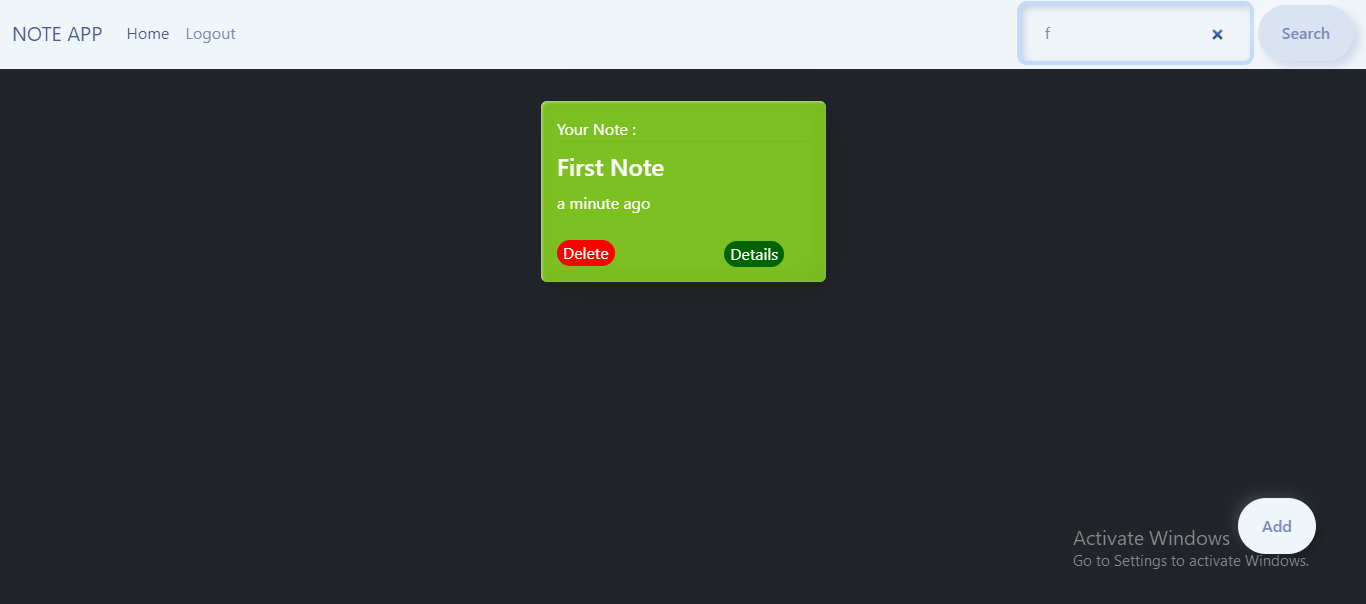 NOTE APP Home Logout f Search
Your Note :
First Note
a minute ago
Delete Details
Add
Activate Windows
Go to Settings to activate Windows.